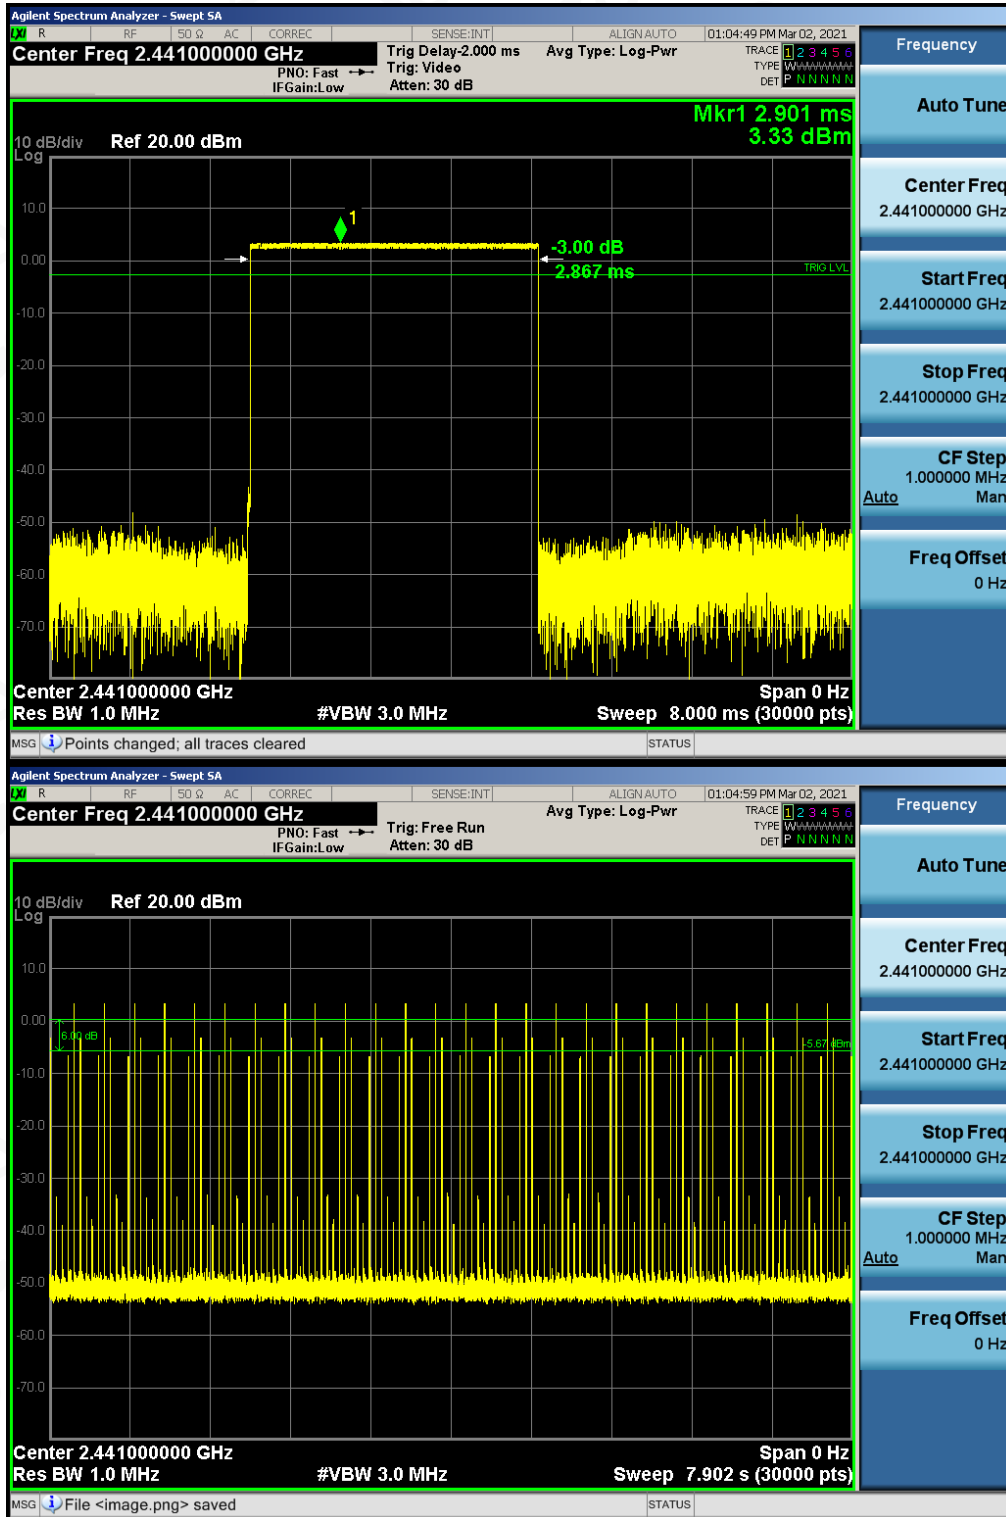 Agilent Spectrum Analyzer - Swept SA
LXI R RF 50 Ω AC CORREC SENSE:INT ALIGN AUTO 01:04:49 PM Mar 02, 2021
Center Freq 2.441000000 GHz
PNO: Fast
IFGain:Low
Trig Delay-2.000 ms
Trig: Video
Atten: 30 dB
Avg Type: Log-Pwr
TRACE 1 2 3 4 5 6
TYPE WWWWWW
DET P N N N N N
Mkr1 2.901 ms
3.33 dBm
10 dB/div Ref 20.00 dBm
Log
10.0
1
-3.00 dB
0.00
2.867 ms
TRIG LVL
-10.0
-20.0
-30.0
-40.0
-50.0
-60.0
-70.0
Center 2.441000000 GHz Span 0 Hz
Res BW 1.0 MHz #VBW 3.0 MHz Sweep 8.000 ms (30000 pts)
MSG Points changed; all traces cleared STATUS
Frequency
Auto Tune
Center Freq
2.441000000 GHz
Start Freq
2.441000000 GHz
Stop Freq
2.441000000 GHz
CF Step
1.000000 MHz
Auto Man
Freq Offset
0 Hz
Agilent Spectrum Analyzer - Swept SA
LXI R RF 50 Ω AC CORREC SENSE:INT ALIGN AUTO 01:04:59 PM Mar 02, 2021
Center Freq 2.441000000 GHz
PNO: Fast
IFGain:Low
Trig: Free Run
Atten: 30 dB
Avg Type: Log-Pwr
TRACE 1 2 3 4 5 6
TYPE WWWWWW
DET P N N N N N
10 dB/div Ref 20.00 dBm
Log
10.0
0.00
6.00 dB
-5.67 dBm
-10.0
-20.0
-30.0
-40.0
-50.0
-60.0
-70.0
Center 2.441000000 GHz Span 0 Hz
Res BW 1.0 MHz #VBW 3.0 MHz Sweep 7.902 s (30000 pts)
MSG File <image.png> saved STATUS
Frequency
Auto Tune
Center Freq
2.441000000 GHz
Start Freq
2.441000000 GHz
Stop Freq
2.441000000 GHz
CF Step
1.000000 MHz
Auto Man
Freq Offset
0 Hz